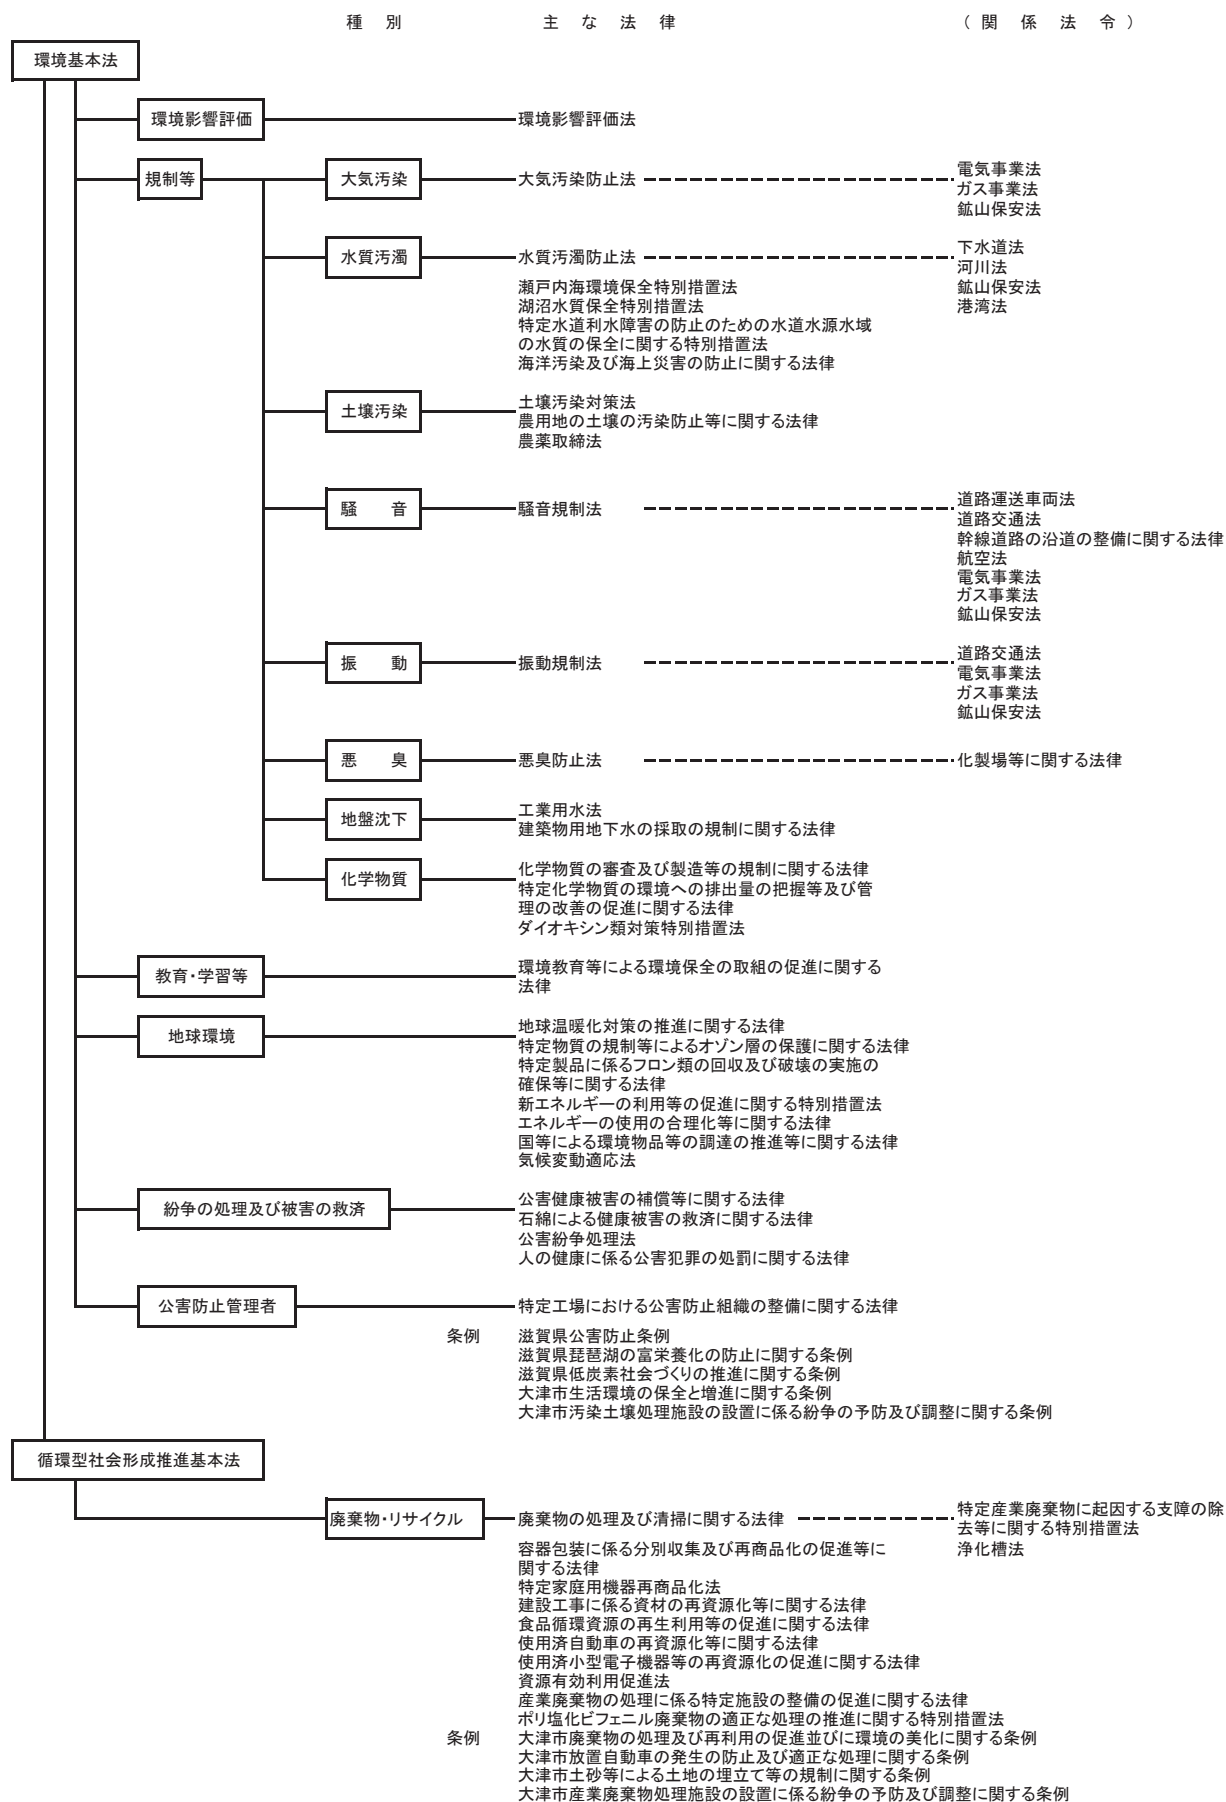 種別 主な法律 （関係法令）
環境基本法
環境影響評価 環境影響評価法
規制等 大気汚染 大気汚染防止法 電気事業法
ガス事業法
鉱山保安法
水質汚濁 水質汚濁防止法 下水道法
河川法
瀬戸内海環境保全特別措置法 鉱山保安法
湖沼水質保全特別措置法 港湾法
特定水道利水障害の防止のための水道水源水域
の水質の保全に関する特別措置法
海洋汚染及び海上災害の防止に関する法律
土壌汚染 土壌汚染対策法
農用地の土壌の汚染防止等に関する法律
農薬取締法
騒音 騒音規制法 道路運送車両法
道路交通法
幹線道路の沿道の整備に関する法律
航空法
電気事業法
ガス事業法
鉱山保安法
振動 振動規制法 道路交通法
電気事業法
ガス事業法
鉱山保安法
悪臭 悪臭防止法 化製場等に関する法律
地盤沈下 工業用水法
建築物用地下水の採取の規制に関する法律
化学物質 化学物質の審査及び製造等の規制に関する法律
特定化学物質の環境への排出量の把握等及び管
理の改善の促進に関する法律
ダイオキシン類対策特別措置法
教育・学習等 環境教育等による環境保全の取組の促進に関する
法律
地球環境 地球温暖化対策の推進に関する法律
特定物質の規制等によるオゾン層の保護に関する法律
特定製品に係るフロン類の回収及び破壊の実施の
確保等に関する法律
新エネルギーの利用等の促進に関する特別措置法
エネルギーの使用の合理化等に関する法律
国等による環境物品等の調達の推進等に関する法律
気候変動適応法
紛争の処理及び被害の救済 公害健康被害の補償等に関する法律
石綿による健康被害の救済に関する法律
公害紛争処理法
人の健康に係る公害犯罪の処罰に関する法律
公害防止管理者 特定工場における公害防止組織の整備に関する法律
条例 滋賀県公害防止条例
滋賀県琵琶湖の富栄養化の防止に関する条例
滋賀県低炭素社会づくりの推進に関する条例
大津市生活環境の保全と増進に関する条例
大津市汚染土壌処理施設の設置に係る紛争の予防及び調整に関する条例
循環型社会形成推進基本法
廃棄物・リサイクル 廃棄物の処理及び清掃に関する法律 特定産業廃棄物に起因する支障の除
去等に関する特別措置法
容器包装に係る分別収集及び再商品化の促進等に 浄化槽法
関する法律
特定家庭用機器再商品化法
建設工事に係る資材の再資源化等に関する法律
食品循環資源の再生利用等の促進に関する法律
使用済自動車の再資源化等に関する法律
使用済小型電子機器等の再資源化の促進に関する法律
資源有効利用促進法
産業廃棄物の処理に係る特定施設の整備の促進に関する法律
ポリ塩化ビフェニル廃棄物の適正な処理の推進に関する特別措置法
条例 大津市廃棄物の処理及び再利用の促進並びに環境の美化に関する条例
大津市放置自動車の発生の防止及び適正な処理に関する条例
大津市土砂等による土地の埋立て等の規制に関する条例
大津市産業廃棄物処理施設の設置に係る紛争の予防及び調整に関する条例